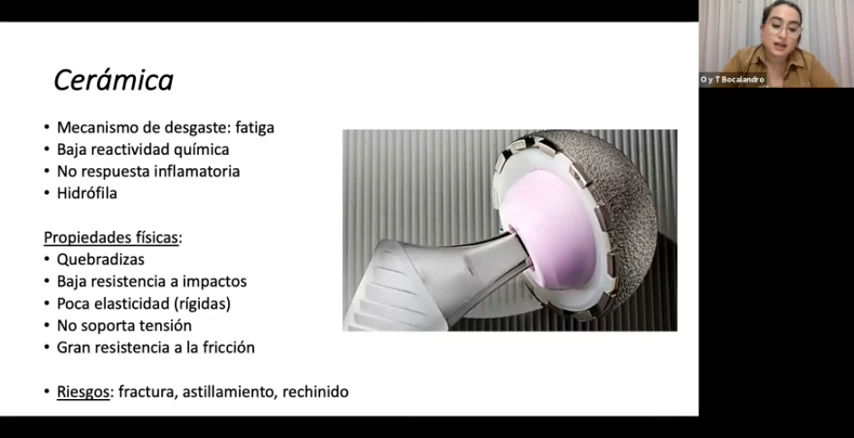 Cerámica
• Mecanismo de desgaste: fatiga
• Baja reactividad química
• No respuesta inflamatoria
• Hidrófila
Propiedades físicas:
• Quebradizas
• Baja resistencia a impactos
• Poca elasticidad (rígidas)
• No soporta tensión
• Gran resistencia a la fricción
• Riesgos: fractura, astillamiento, rechinido
O y T Bocalandro